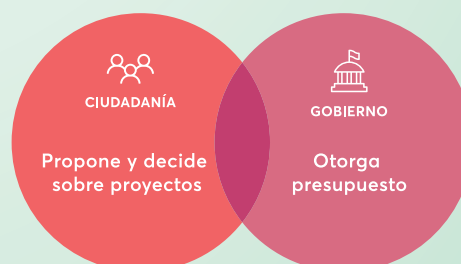 CIUDADANÍA
Propone y decide
sobre proyectos
GOBIERNO
Otorga
presupuesto